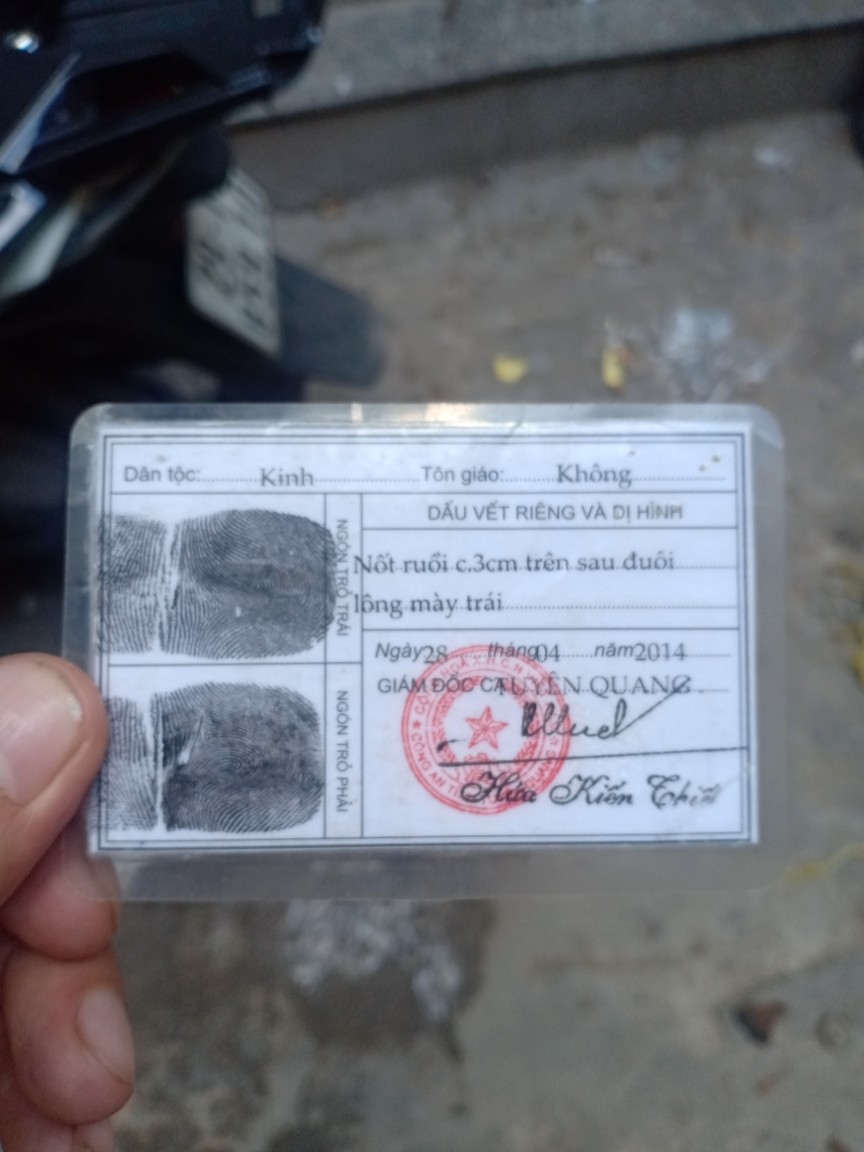 Dân tộc: Kinh Tôn giáo: Không
DẤU VẾT RIÊNG VÀ DỊ HÌNH
NGÓN TRỎ TRÁI
Nốt ruồi c.3cm trên sau đuôi
lông mày trái
Ngày 28 tháng 04 năm 2014
GIÁM ĐỐC CA TUYÊN QUANG
NGÓN TRỎ PHẢI
Hứa Kiến Thiết